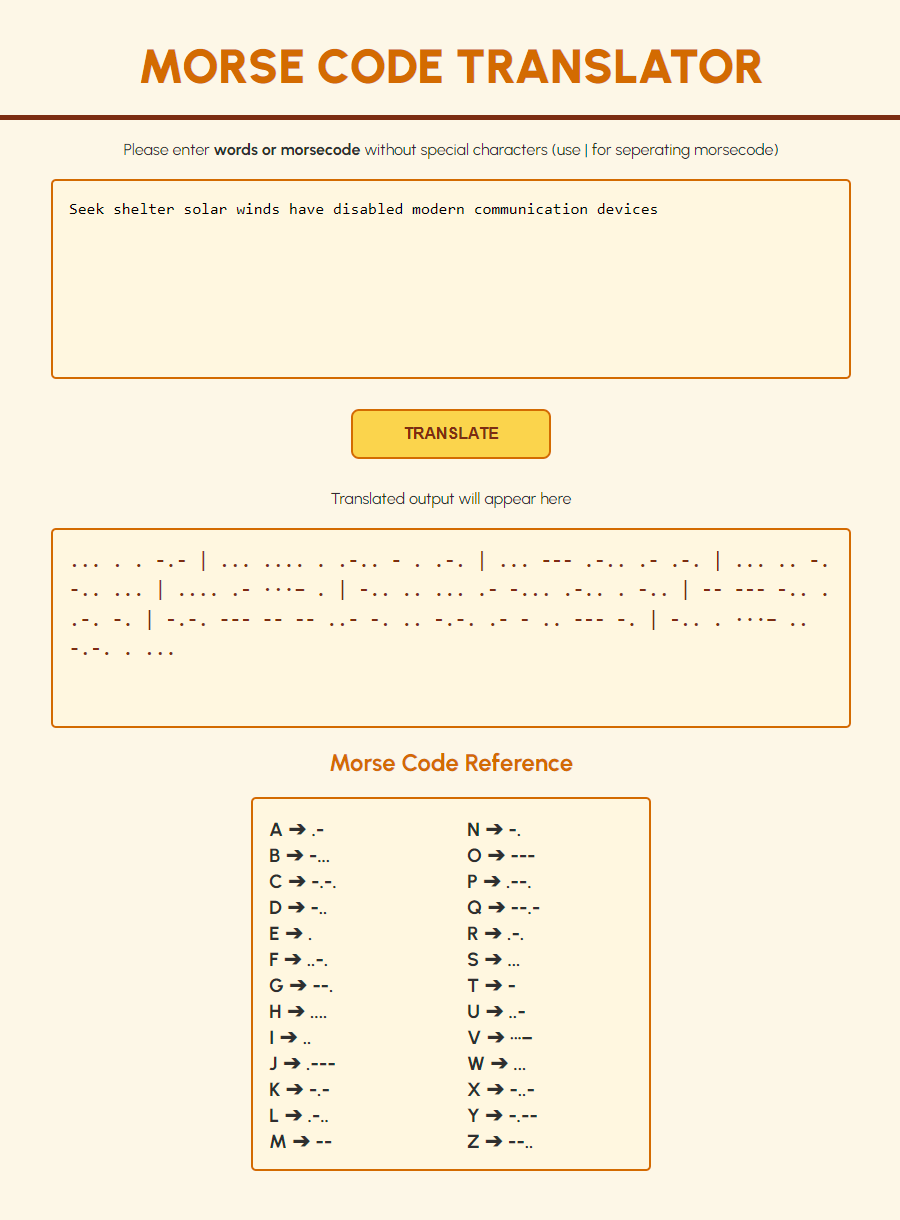 MORSE CODE TRANSLATOR
Please enter words or morsecode without special characters (use | for seperating morsecode)
Seek shelter solar winds have disabled modern communication devices
TRANSLATE
Translated output will appear here
... . . -.- | ... .... . .-.. - . .-. | ... --- .-.. .- .-. | ... .. -.
-.. ... | .... .- ···− . | -.. .. ... .- -... .-.. . -.. | -- --- -.. .
.-. -. | -.-. --- -- -- ..- -. .. -.-. .- - .. --- -. | -.. . ···− ..
-.-. . ...
Morse Code Reference
A ➔ .-
B ➔ -...
C ➔ -.-.
D ➔ -..
E ➔ .
F ➔ ..-.
G ➔ --.
H ➔ ....
I ➔ ..
J ➔ .---
K ➔ -.-
L ➔ .-..
M ➔ --
N ➔ -.
O ➔ ---
P ➔ .--.
Q ➔ --.-
R ➔ .-.
S ➔ ...
T ➔ -
U ➔ ..-
V ➔ ···−
W ➔ ...
X ➔ -..-
Y ➔ -.--
Z ➔ --..